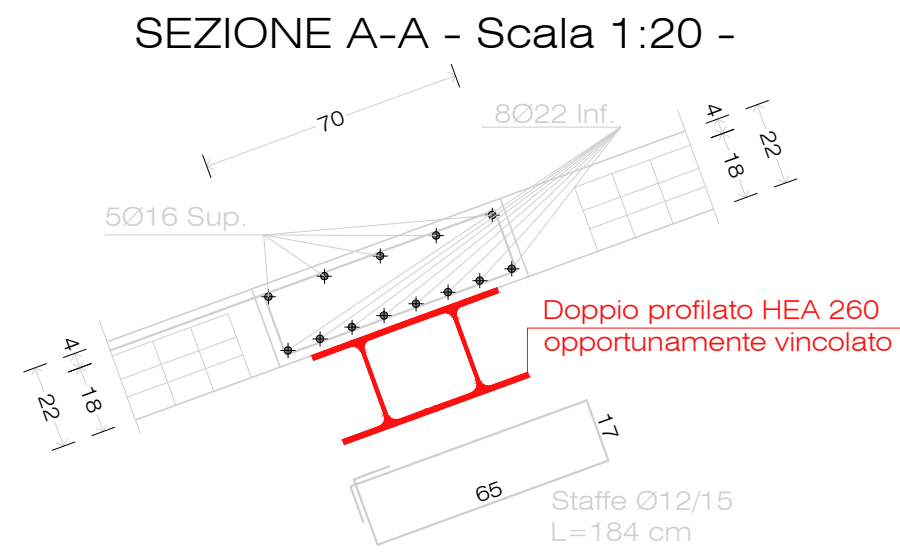 SEZIONE A-A - Scala 1:20 -
70
8Ø22 Inf.
4
18
22
5Ø16 Sup.
Doppio profilato HEA 260
opportunamente vincolato
4
18
22
17
65
Staffe Ø12/15
L=184 cm